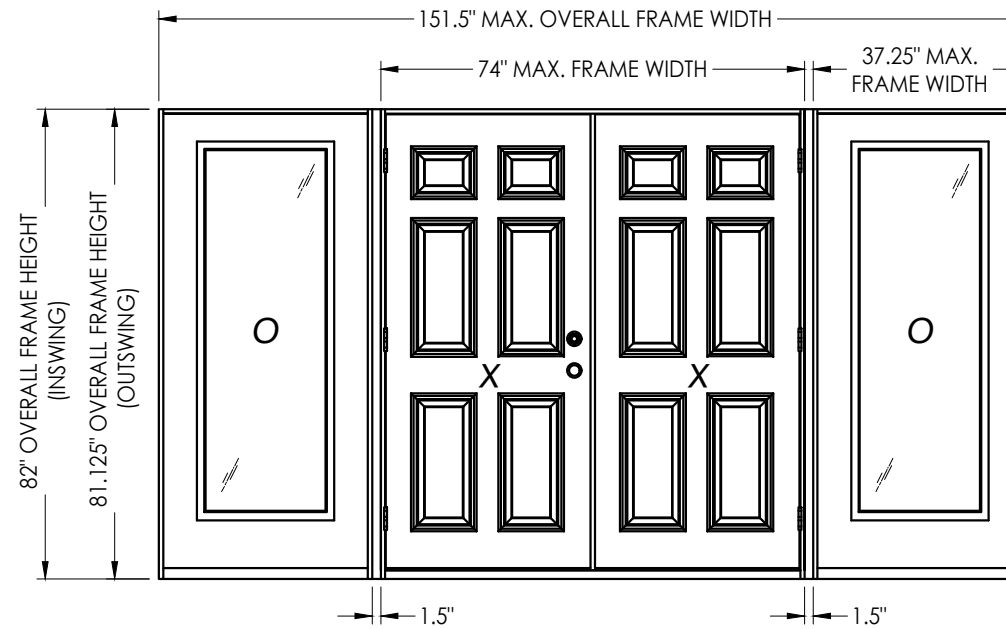 151.5" MAX. OVERALL FRAME WIDTH
74" MAX. FRAME WIDTH
37.25" MAX.
FRAME WIDTH
82" OVERALL FRAME HEIGHT
(INSWING)
81.125" OVERALL FRAME HEIGHT
(OUTSWING)
O
X
X
O
1.5"
1.5"